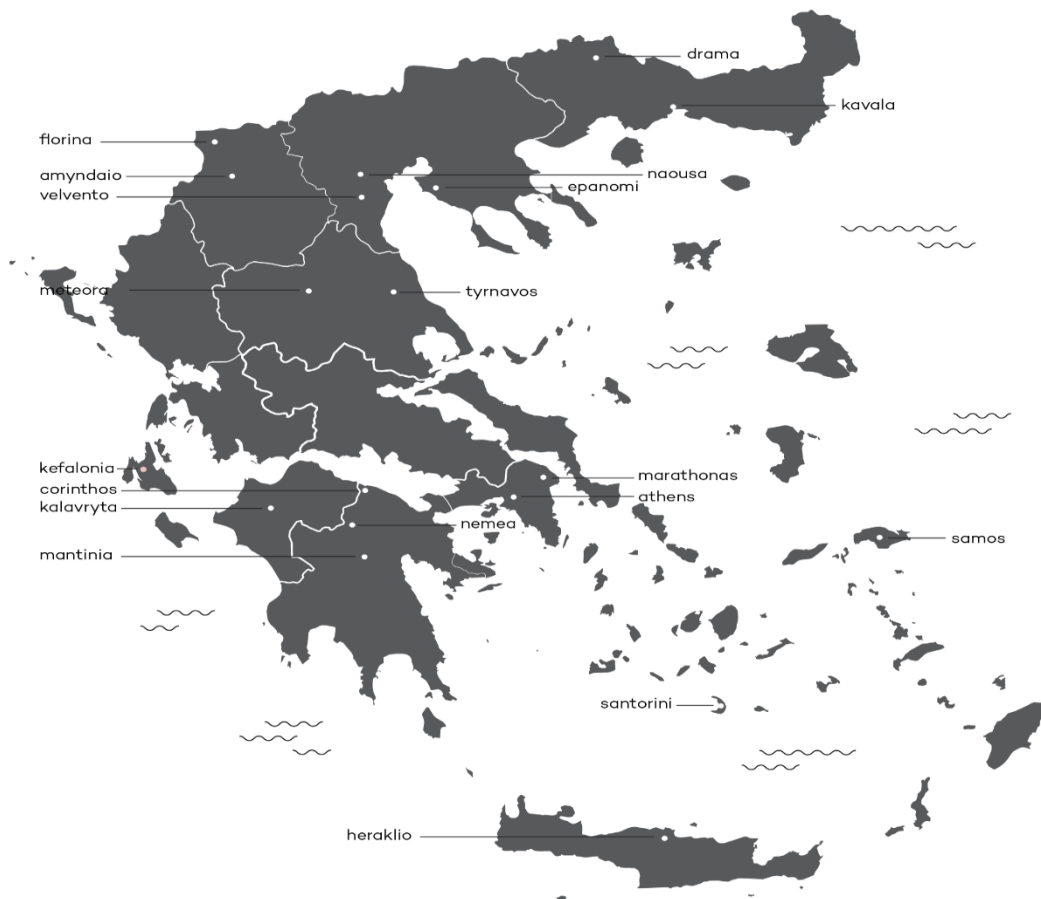 drama
kavala
florina
amyndaio
naousa
velvento
epanomi
meteora
tyrnavos
kefalonia
marathonas
corinthos
athens
kalavryta
nemea
mantinia
samos
santorini
heraklio